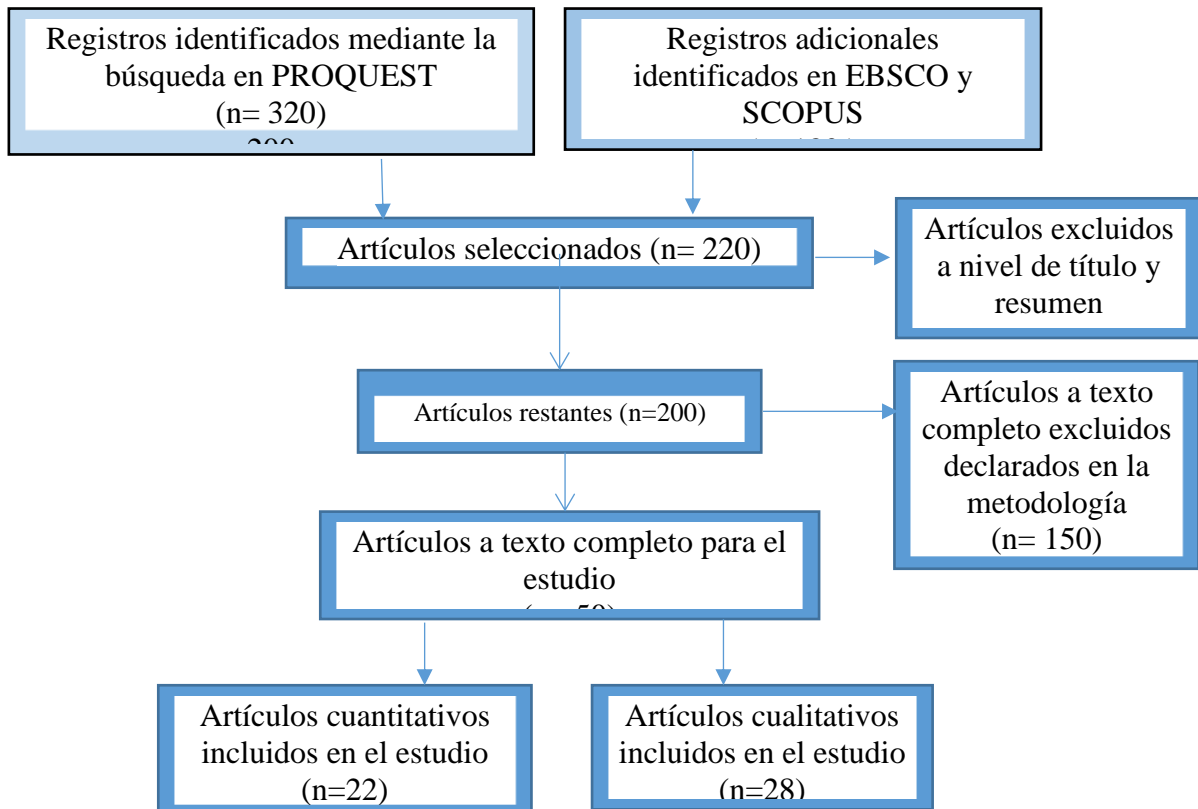 Registros identificados mediante la
búsqueda en PROQUEST
(n= 320)
Registros adicionales
identificados en EBSCO y
SCOPUS
Artículos seleccionados (n= 220)
Artículos excluidos
a nivel de título y
resumen
Artículos restantes (n=200)
Artículos a texto
completo excluidos
declarados en la
metodología
(n= 150)
Artículos a texto completo para el
estudio
Artículos cuantitativos
incluidos en el estudio
(n=22)
Artículos cualitativos
incluidos en el estudio
(n=28)